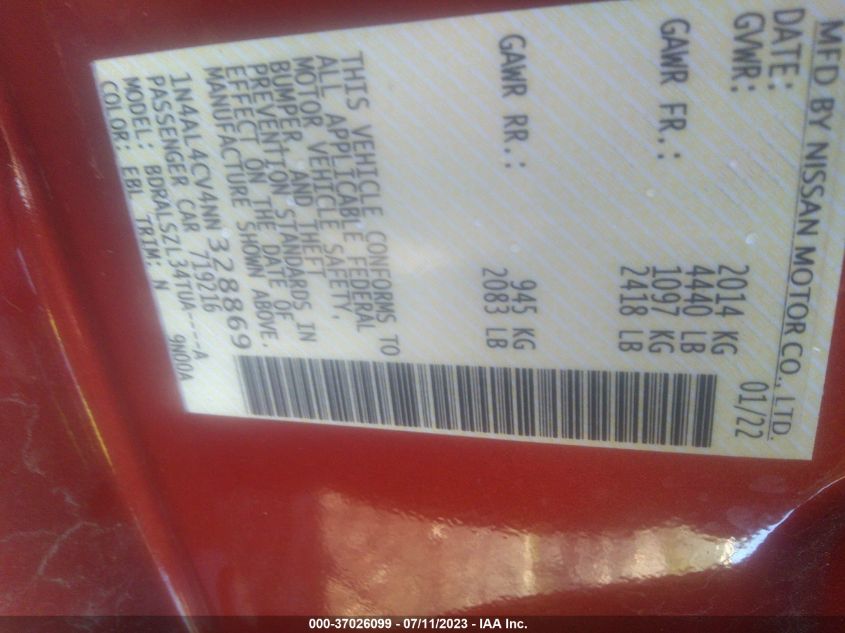 MFD BY NISSAN MOTOR CO., LTD.
DATE: 01/22
GVWR: 2014 KG
4440 LB
GAWR FR.: 1097 KG
2418 LB
GAWR RR.: 945 KG
2083 LB
THIS VEHICLE CONFORMS TO
ALL APPLICABLE FEDERAL
MOTOR VEHICLE SAFETY,
BUMPER, AND THEFT
PREVENTION STANDARDS IN
EFFECT ON THE DATE OF
MANUFACTURE SHOWN ABOVE.
1N4AL4CV4NN328869
PASSENGER CAR 719216
MODEL: BDRALSZL34TUA----A
COLOR: EBL TRIM: N 9N00A
000-37026099 - 07/11/2023 - IAA Inc.